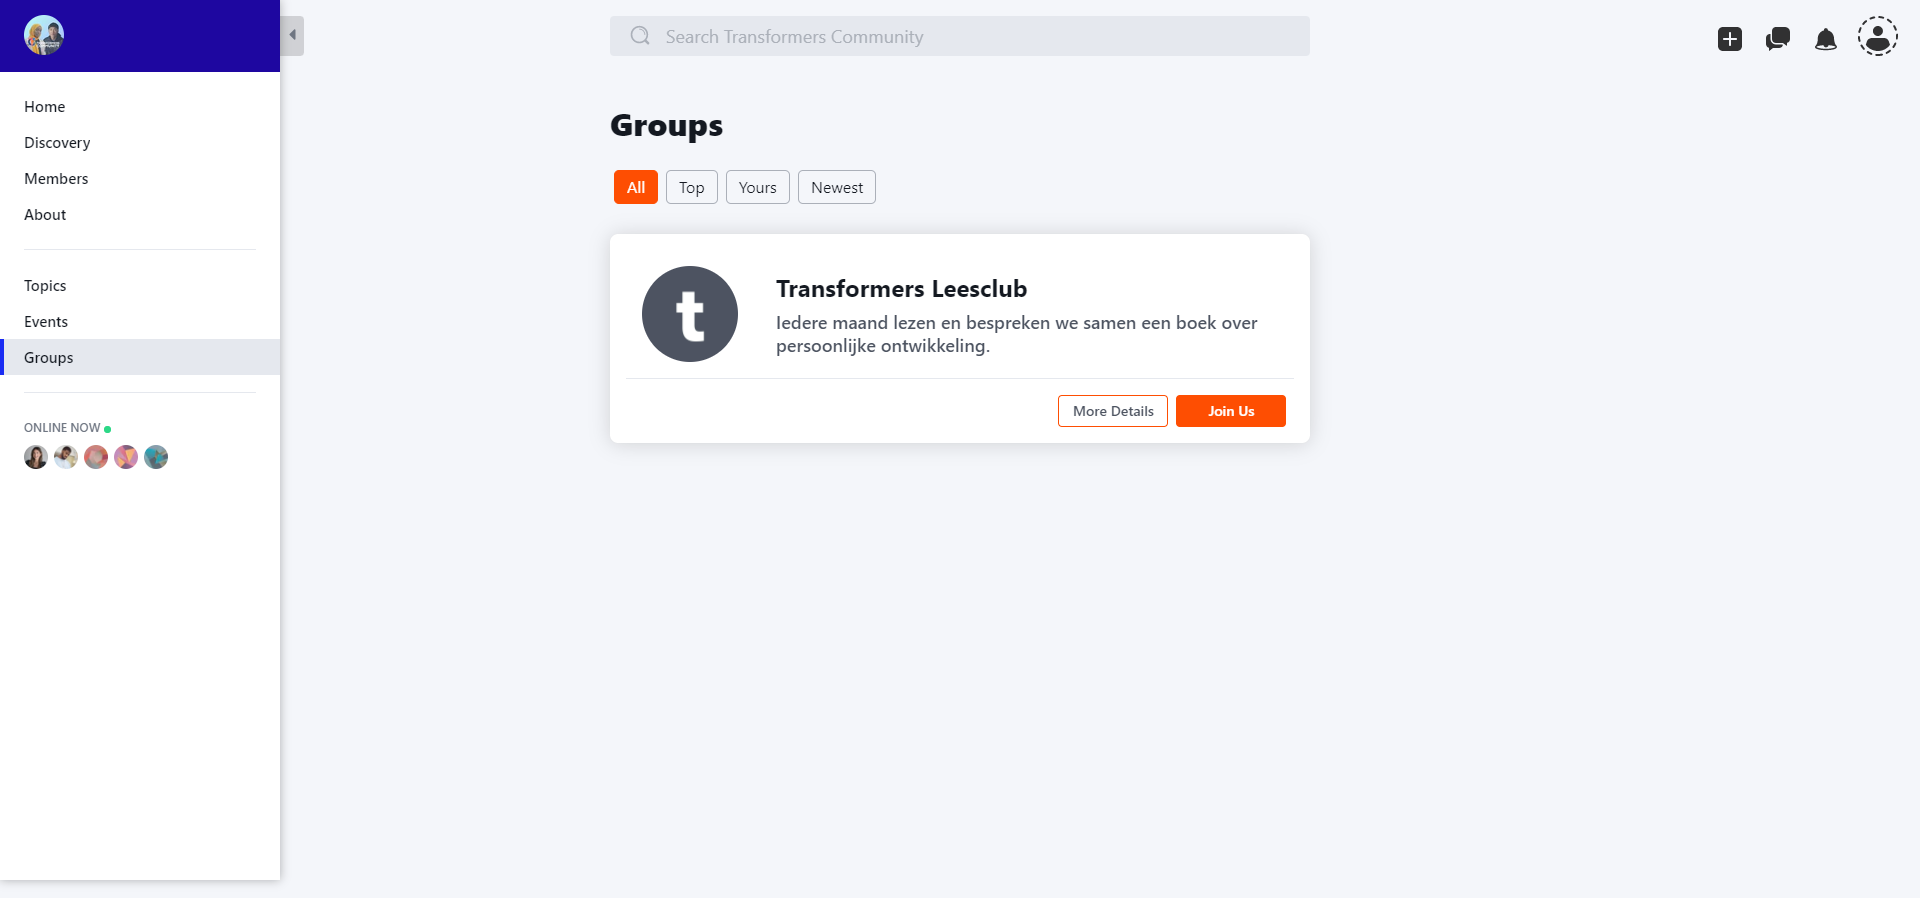 Search Transformers Community
Home
Discovery
Members
About
Topics
Events
Groups
ONLINE NOW
Groups
All
Top
Yours
Newest
t
Transformers Leesclub
Iedere maand lezen en bespreken we samen een boek over
persoonlijke ontwikkeling.
More Details
Join Us